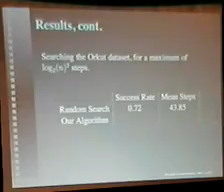 Results, cont.
Searching the Orkut dataset, for a maximum of
log₂(n)² steps.
Success Rate Mean Steps
Random Search 0.72 43.85
Our Algorithm